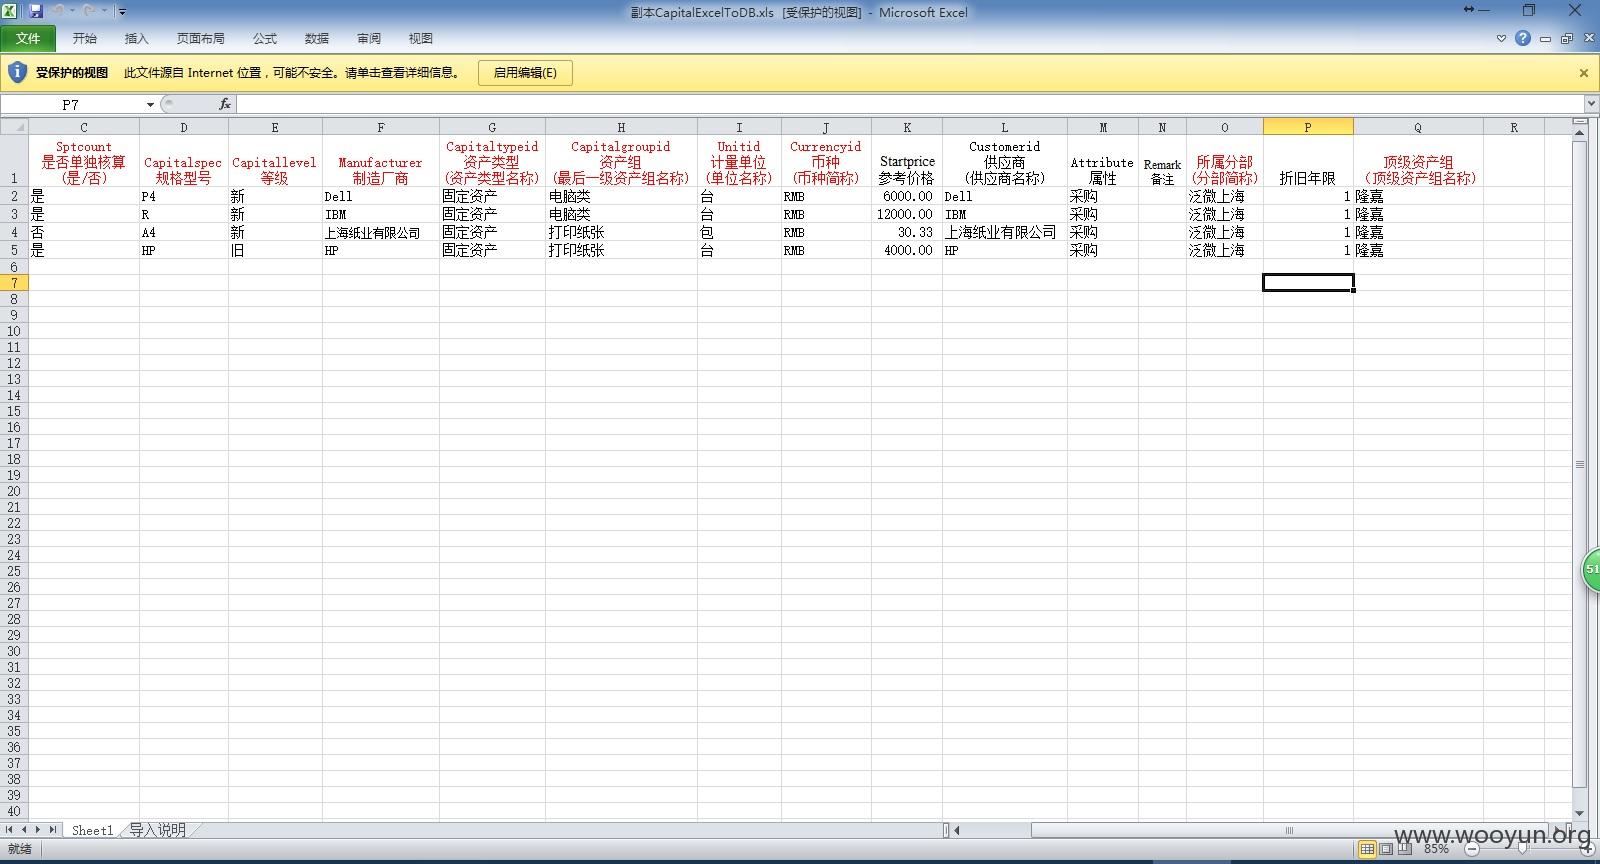 副本CapitalExcelToDB.xls [受保护的视图] - Microsoft Excel
文件 开始 插入 页面布局 公式 数据 审阅 视图
受保护的视图 此文件源自 Internet 位置，可能不安全。请单击查看详细信息。 启用编辑(E)
P7 fx
C D E F G H I J K L M N O P Q R
Sptcount Capitaltypeid Capitalgroupid Unitid Currencyid Customerid
是否单独核算 Capitalspec Capitallevel Manufacturer 资产类型 资产组 计量单位 币种 Startprice 供应商 Attribute Remark 所属分部 顶级资产组
1 （是/否） 规格型号 等级 制造厂商 （资产类型名称） （最后一级资产组名称） （单位名称） （币种简称） 参考价格 （供应商名称） 属性 备注 （分部简称） 折旧年限 （顶级资产组名称）
2 是 P4 新 Dell 固定资产 电脑类 台 RMB 6000.00 Dell 采购 泛微上海 1 隆嘉
3 是 R 新 IBM 固定资产 电脑类 台 RMB 12000.00 IBM 采购 泛微上海 1 隆嘉
4 否 A4 新 上海纸业有限公司 固定资产 打印纸张 包 RMB 30.33 上海纸业有限公司 采购 泛微上海 1 隆嘉
5 是 HP 旧 HP 固定资产 打印纸张 台 RMB 4000.00 HP 采购 泛微上海 1 隆嘉
6
7
8
9
10
11
12
13
14
15
16
17
18
19
20
21
22
23
24
25
26
27
28
29
30
31
32
33
34
35
36
37
38
39
40
51
Sheet1 导入说明
www.wooyun.org
就绪 85%